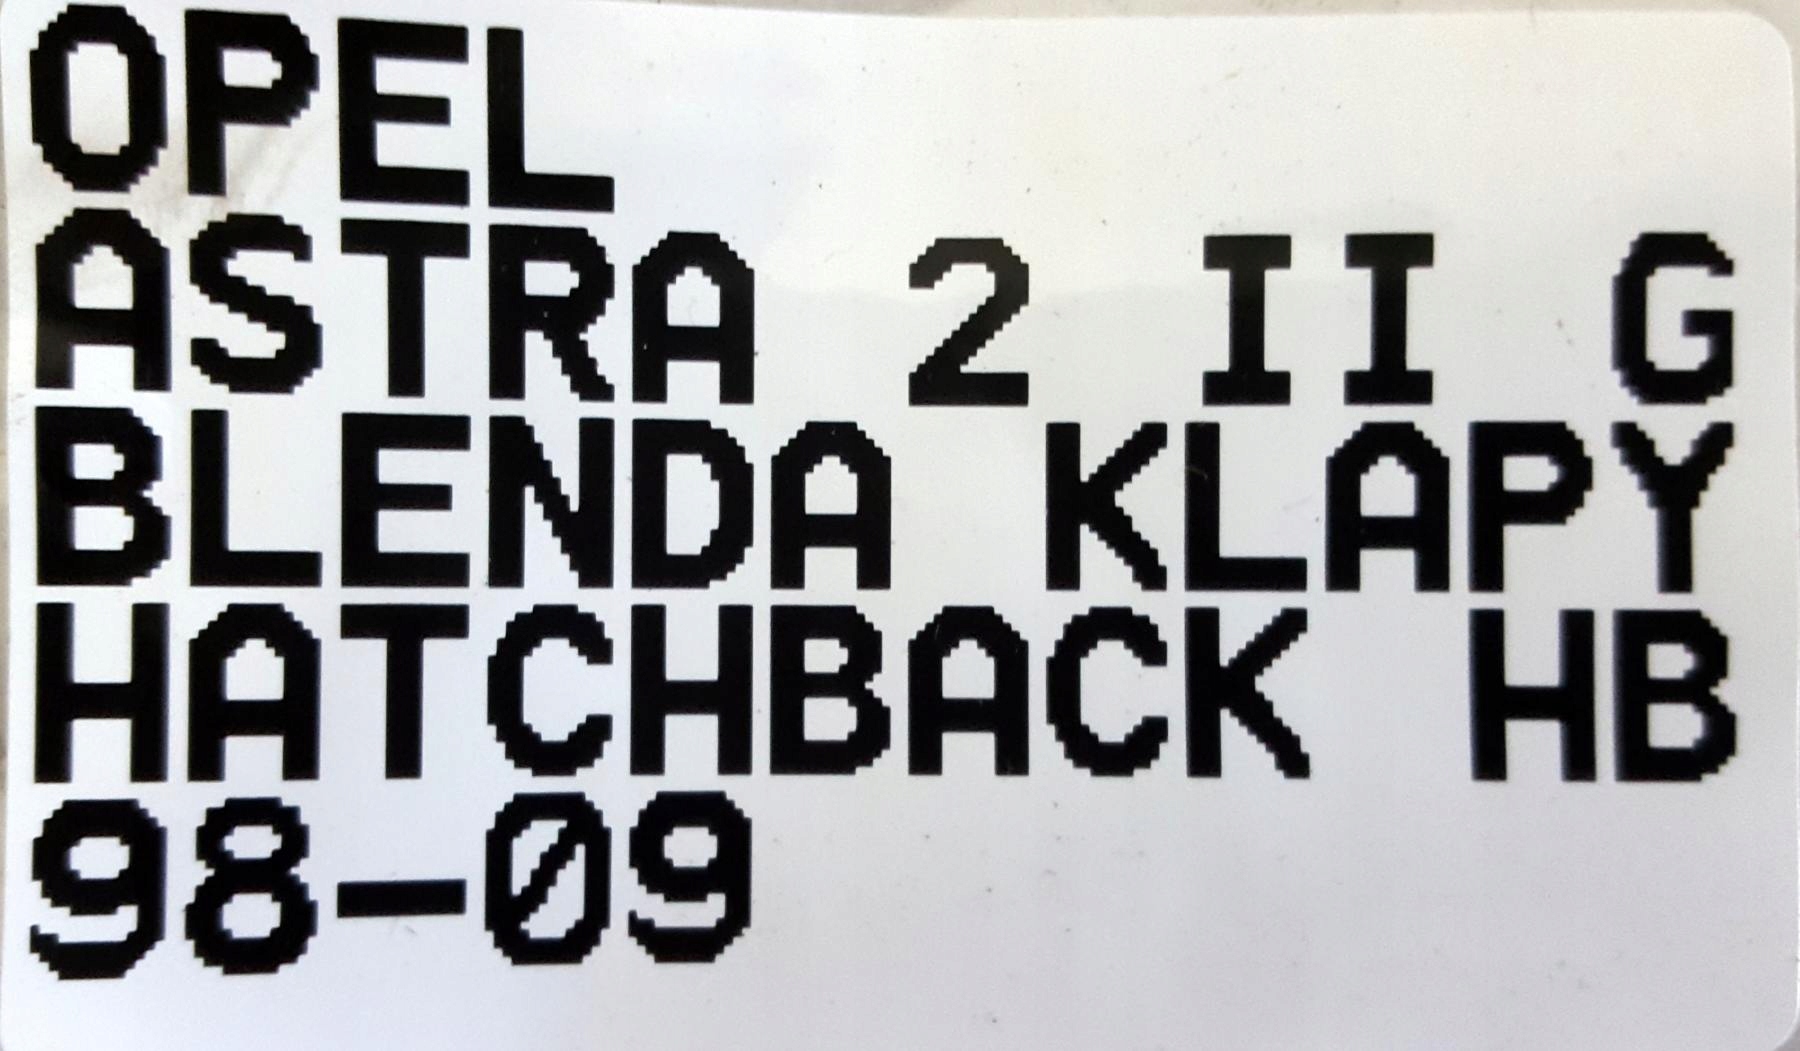 OPEL
ASTRA 2 II G
BLENDA KLAPY
HATCHBACK HB
98-09